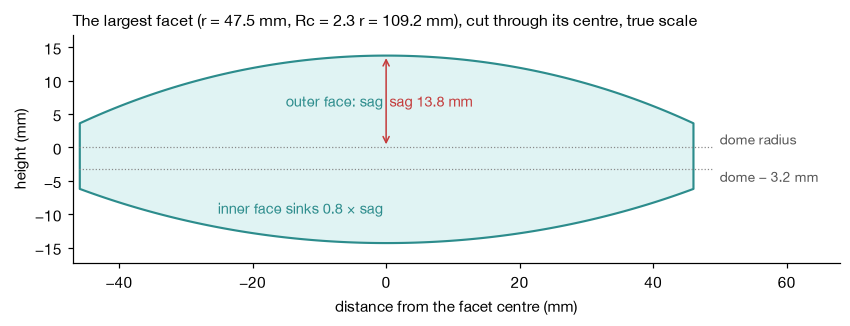 The largest facet (r = 47.5 mm, Rc = 2.3 r = 109.2 mm), cut through its centre, true scale
height (mm)
15
10
5
0
−5
−10
−15
outer face: sag
sag 13.8 mm
dome radius
dome − 3.2 mm
inner face sinks 0.8 × sag
−40
−20
0
20
40
60
distance from the facet centre (mm)